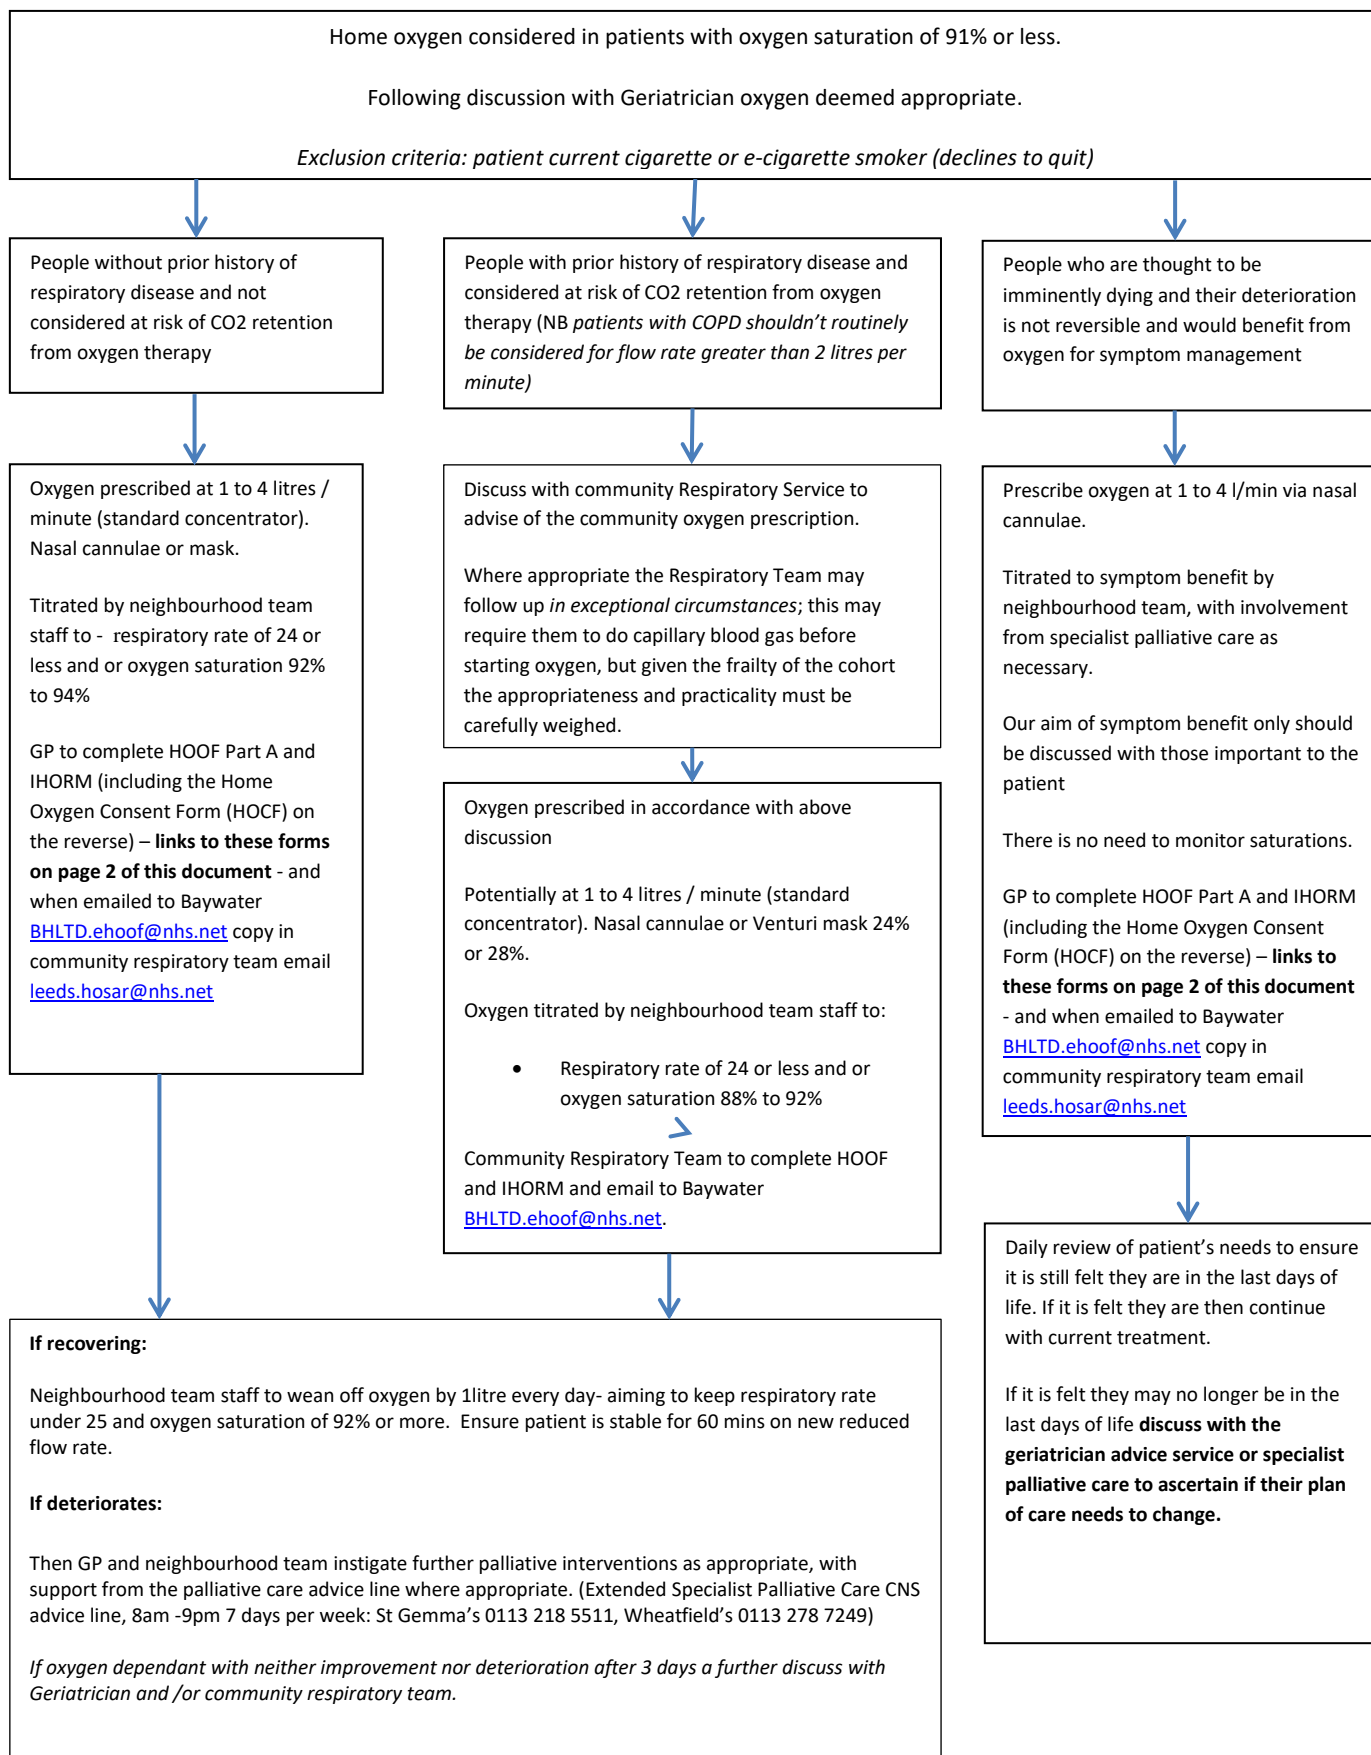 Home oxygen considered in patients with oxygen saturation of 91% or less.
Following discussion with Geriatrician oxygen deemed appropriate.
Exclusion criteria: patient current cigarette or e-cigarette smoker (declines to quit)
People without prior history of
respiratory disease and not
considered at risk of CO2 retention
from oxygen therapy
People with prior history of respiratory disease and
considered at risk of CO2 retention from oxygen
therapy (NB patients with COPD shouldn't routinely
be considered for flow rate greater than 2 litres per
minute)
People who are thought to be
imminently dying and their deterioration
is not reversible and would benefit from
oxygen for symptom management
Oxygen prescribed at 1 to 4 litres /
minute (standard concentrator).
Nasal cannulae or mask.
Titrated by neighbourhood team
staff to - respiratory rate of 24 or
less and or oxygen saturation 92%
to 94%
GP to complete HOOF Part A and
IHORM (including the Home
Oxygen Consent Form (HOCF) on
the reverse) – links to these forms
on page 2 of this document - and
when emailed to Baywater
BHLTD.ehoof@nhs.net copy in
community respiratory team email
leeds.hosar@nhs.net
Discuss with community Respiratory Service to
advise of the community oxygen prescription.
Where appropriate the Respiratory Team may
follow up in exceptional circumstances; this may
require them to do capillary blood gas before
starting oxygen, but given the frailty of the cohort
the appropriateness and practicality must be
carefully weighed.
Oxygen prescribed in accordance with above
discussion
Potentially at 1 to 4 litres / minute (standard
concentrator). Nasal cannulae or Venturi mask 24%
or 28%.
Oxygen titrated by neighbourhood team staff to:
• Respiratory rate of 24 or less and or
oxygen saturation 88% to 92%
Community Respiratory Team to complete HOOF
and IHORM and email to Baywater
BHLTD.ehoof@nhs.net.
Prescribe oxygen at 1 to 4 l/min via nasal
cannulae.
Titrated to symptom benefit by
neighbourhood team, with involvement
from specialist palliative care as
necessary.
Our aim of symptom benefit only should
be discussed with those important to the
patient
There is no need to monitor saturations.
GP to complete HOOF Part A and IHORM
(including the Home Oxygen Consent
Form (HOCF) on the reverse) – links to
these forms on page 2 of this document
- and when emailed to Baywater
BHLTD.ehoof@nhs.net copy in
community respiratory team email
leeds.hosar@nhs.net
If recovering:
Neighbourhood team staff to wean off oxygen by 1litre every day- aiming to keep respiratory rate
under 25 and oxygen saturation of 92% or more. Ensure patient is stable for 60 mins on new reduced
flow rate.
If deteriorates:
Then GP and neighbourhood team instigate further palliative interventions as appropriate, with
support from the palliative care advice line where appropriate. (Extended Specialist Palliative Care CNS
advice line, 8am -9pm 7 days per week: St Gemma's 0113 218 5511, Wheatfield's 0113 278 7249)
If oxygen dependant with neither improvement nor deterioration after 3 days a further discuss with
Geriatrician and /or community respiratory team.
Daily review of patient's needs to ensure
it is still felt they are in the last days of
life. If it is felt they are then continue
with current treatment.
If it is felt they may no longer be in the
last days of life discuss with the
geriatrician advice service or specialist
palliative care to ascertain if their plan
of care needs to change.